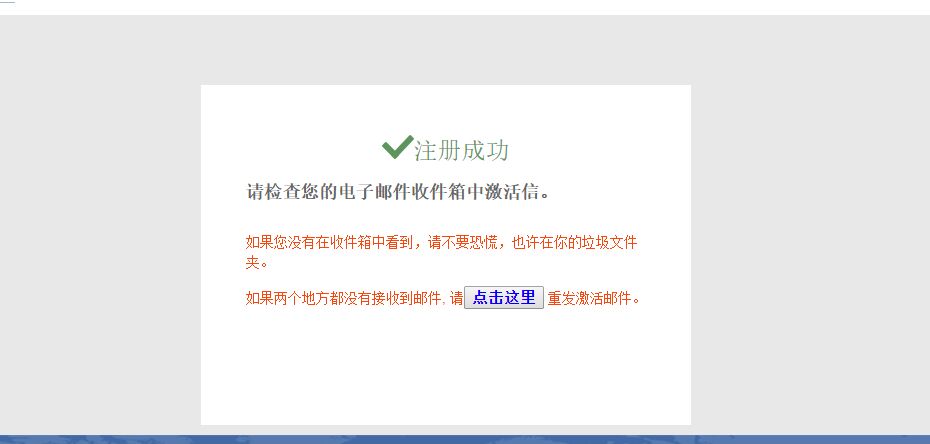 注册成功
请检查您的电子邮件收件箱中激活信。
如果您没有在收件箱中看到，请不要恐慌，也许在你的垃圾文件
夹。
如果两个地方都没有接收到邮件, 请 点击这里 重发激活邮件。